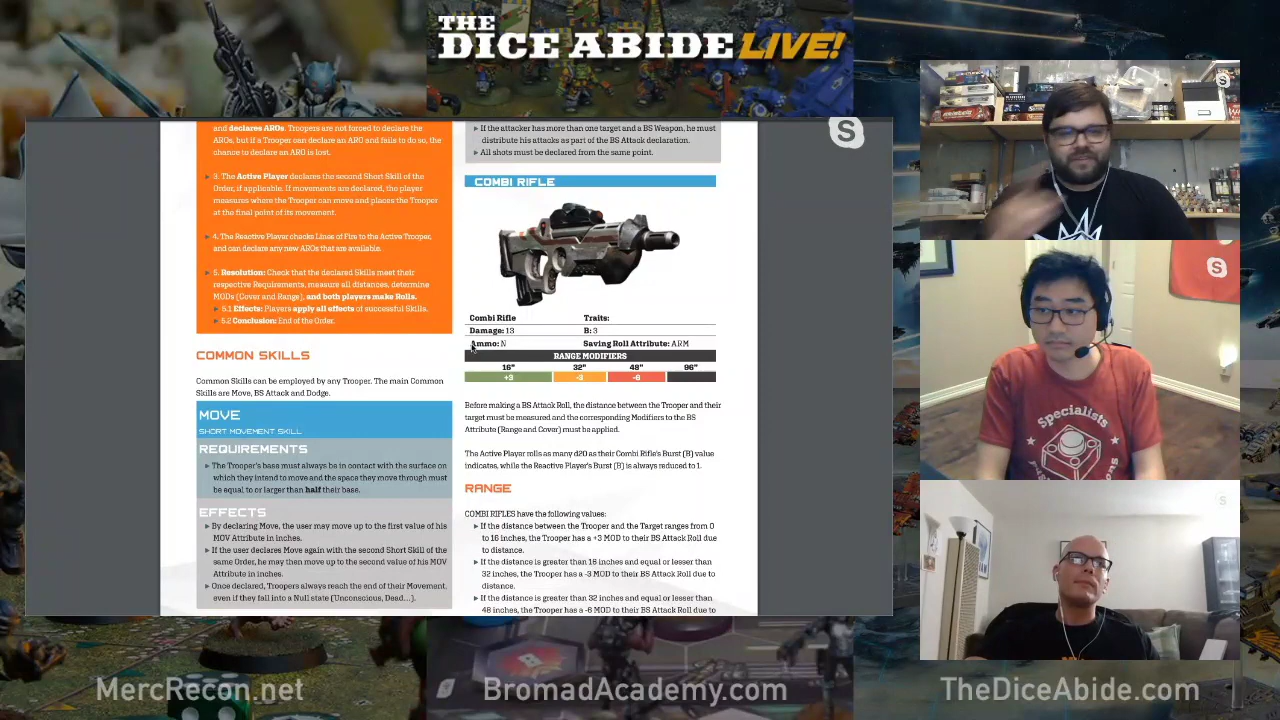 THE
DICE ABIDE LIVE!
and declares AROs. Troopers are not forced to declare the
AROs, but if a Trooper can declare an ARO and fails to do so, the
chance to declare an ARO is lost.
3. The Active Player declares the second Short Skill of the
Order, if applicable. If movements are declared, the player
measures where the Trooper can move and places the Trooper
at the final point of its movement.
4. The Reactive Player checks Lines of Fire to the Active Trooper,
and can declare any new AROs that are available.
5. Resolution: Check that the declared Skills meet their
respective Requirements, measure all distances, determine
MODs (Cover and Range), and both players make Rolls.
5.1 Effects: Players apply all effects of successful Skills.
5.2 Conclusion: End of the Order.
COMMON SKILLS
Common Skills can be employed by any Trooper. The main Common
Skills are Move, BS Attack and Dodge.
MOVE
SHORT MOVEMENT SKILL
REQUIREMENTS
The Trooper's base must always be in contact with the surface on
which they intend to move and the space they move through must
be equal to or larger than half their base.
EFFECTS
By declaring Move, the user may move up to the first value of his
MOV Attribute in inches.
If the user declares Move again with the second Short Skill of the
same Order, he may then move up to the second value of his MOV
Attribute in inches.
Once declared, Troopers always reach the end of their Movement,
even if they fall into a Null state (Unconscious, Dead...).
If the attacker has more than one target and a BS Weapon, he must
distribute his attacks as part of the BS Attack declaration.
All shots must be declared from the same point.
COMBI RIFLE
Combi Rifle Traits:
Damage: 13 B: 3
Ammo: N Saving Roll Attribute: ARM
RANGE MODIFIERS
16" 32" 48" 96"
+3 -3 -6
Before making a BS Attack Roll, the distance between the Trooper and their
target must be measured and the corresponding Modifiers to the BS
Attribute (Range and Cover) must be applied.
The Active Player rolls as many d20 as their Combi Rifle's Burst (B) value
indicates, while the Reactive Player's Burst (B) is always reduced to 1.
RANGE
COMBI RIFLES have the following values:
If the distance between the Trooper and the Target ranges from 0
to 16 inches, the Trooper has a +3 MOD to their BS Attack Roll due
to distance.
If the distance is greater than 16 inches and equal or lesser than
32 inches, the Trooper has a -3 MOD to their BS Attack Roll due to
distance.
If the distance is greater than 32 inches and equal or lesser than
48 inches, the Trooper has a -6 MOD to their BS Attack Roll due to
Specialists
MercRecon.net
BromadAcademy.com
TheDiceAbide.com